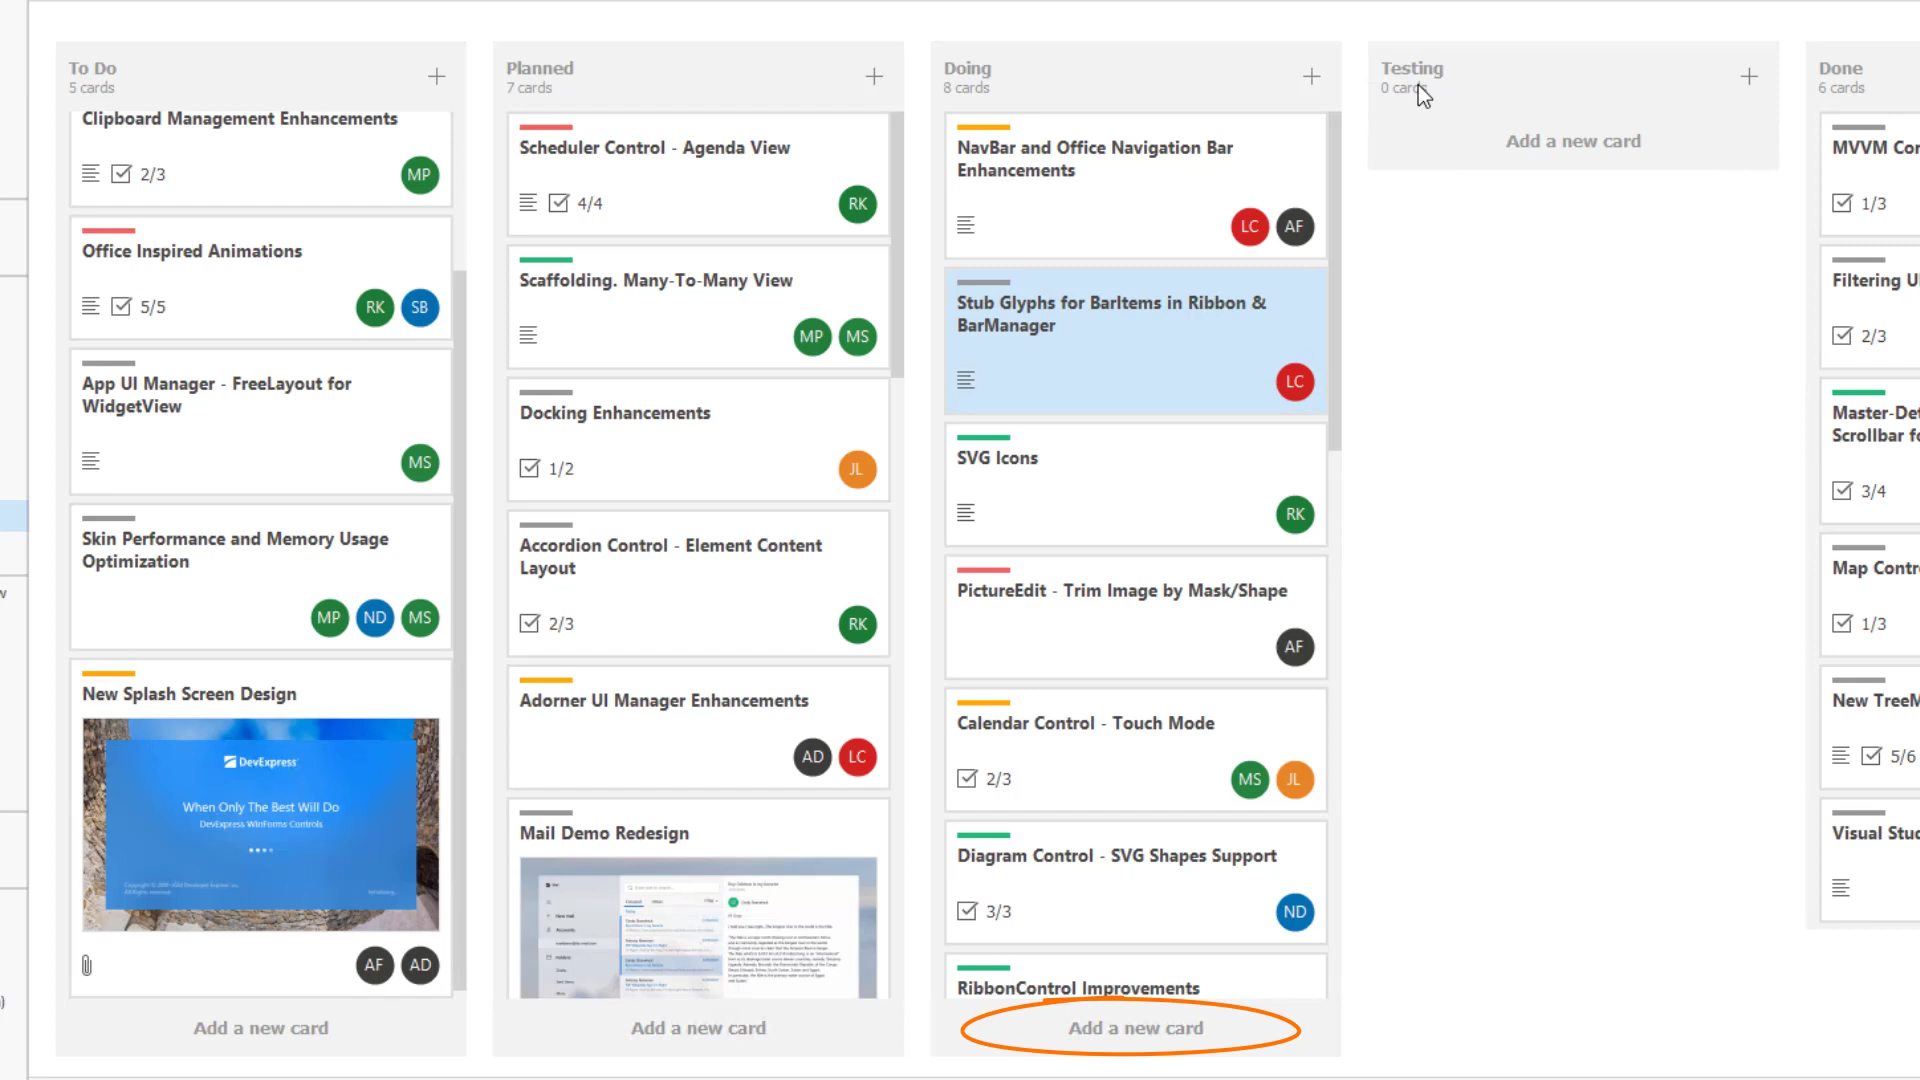 To Do
5 cards
Clipboard Management Enhancements
2/3
MP
Office Inspired Animations
5/5
RK SB
App UI Manager - FreeLayout for
WidgetView
MS
Skin Performance and Memory Usage
Optimization
MP ND MS
New Splash Screen Design
DevExpress
When Only The Best Will Do
DevExpress WinForms Controls
AF AD
Add a new card
Planned
7 cards
Scheduler Control - Agenda View
4/4
RK
Scaffolding. Many-To-Many View
MP MS
Docking Enhancements
1/2
JL
Accordion Control - Element Content
Layout
2/3
RK
Adorner UI Manager Enhancements
AD LC
Mail Demo Redesign
Add a new card
Doing
8 cards
NavBar and Office Navigation Bar
Enhancements
LC AF
Stub Glyphs for BarItems in Ribbon &
BarManager
LC
SVG Icons
RK
PictureEdit - Trim Image by Mask/Shape
AF
Calendar Control - Touch Mode
2/3
MS JL
Diagram Control - SVG Shapes Support
3/3
ND
RibbonControl Improvements
Add a new card
Testing
0 cards
Add a new card
Done
6 cards
MVVM Cor
1/3
Filtering U
2/3
Master-Det
Scrollbar fo
3/4
Map Contro
1/3
New TreeM
5/6
Visual Stud